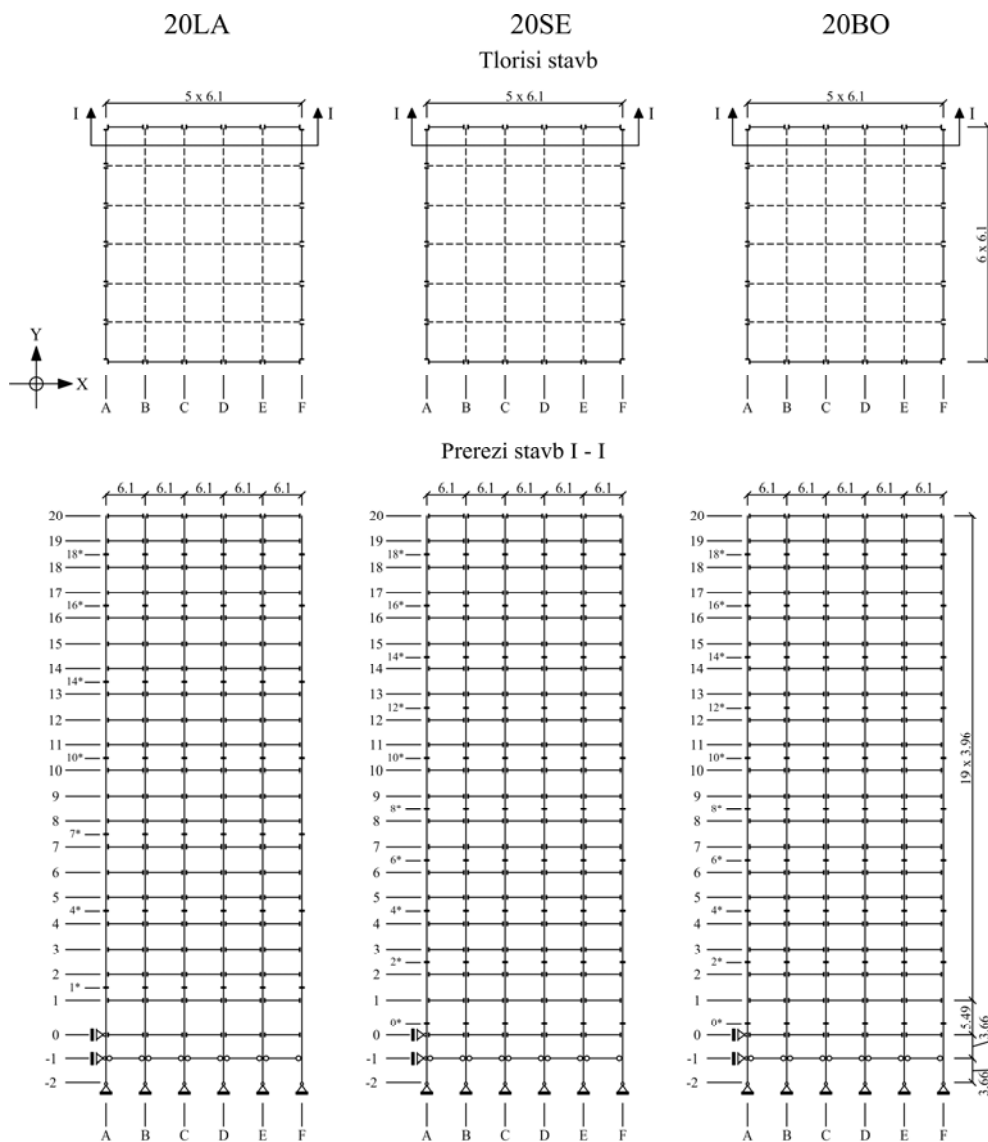 20LA 20SE 20BO
Tlorisi stavb
5 x 6.1 5 x 6.1 5 x 6.1
I I I I I I
6 x 6.1
Y
X
A B C D E F A B C D E F A B C D E F
Prerezi stavb I - I
6.1 6.1 6.1 6.1 6.1 6.1 6.1 6.1 6.1 6.1 6.1 6.1 6.1 6.1 6.1
20 20 20
19 19 19
18* 18* 18*
18 18 18
17 17 17
16* 16* 16*
16 16 16
15 15 15
14* 14*
14 14 14
14*
13 13 13
12* 12*
12 12 12
11 11 11
10* 10* 10*
10 10 10
19 x 3.96
9 9 9
8* 8*
8 8 8
7*
7 7 7
6* 6*
6 6 6
5 5 5
4* 4* 4*
4 4 4
3 3 3
2* 2*
2 2 2
1*
1 1 1
0* 0*
5.49
0 0 0
3.66
-1 -1 -1
-2 -2 -2
3.66
A B C D E F A B C D E F A B C D E F